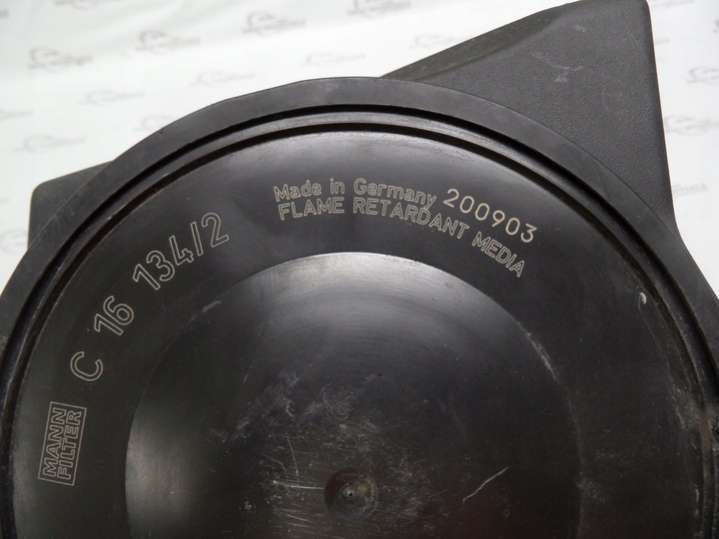 Made in Germany 200903
FLAME RETARDANT MEDIA
C 16 134/2
MANN
FILTER